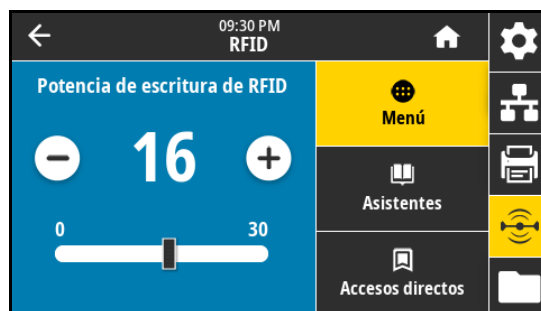 09:30 PM
RFID
Potencia de escritura de RFID
16
0
30
Menú
Asistentes
Accesos directos